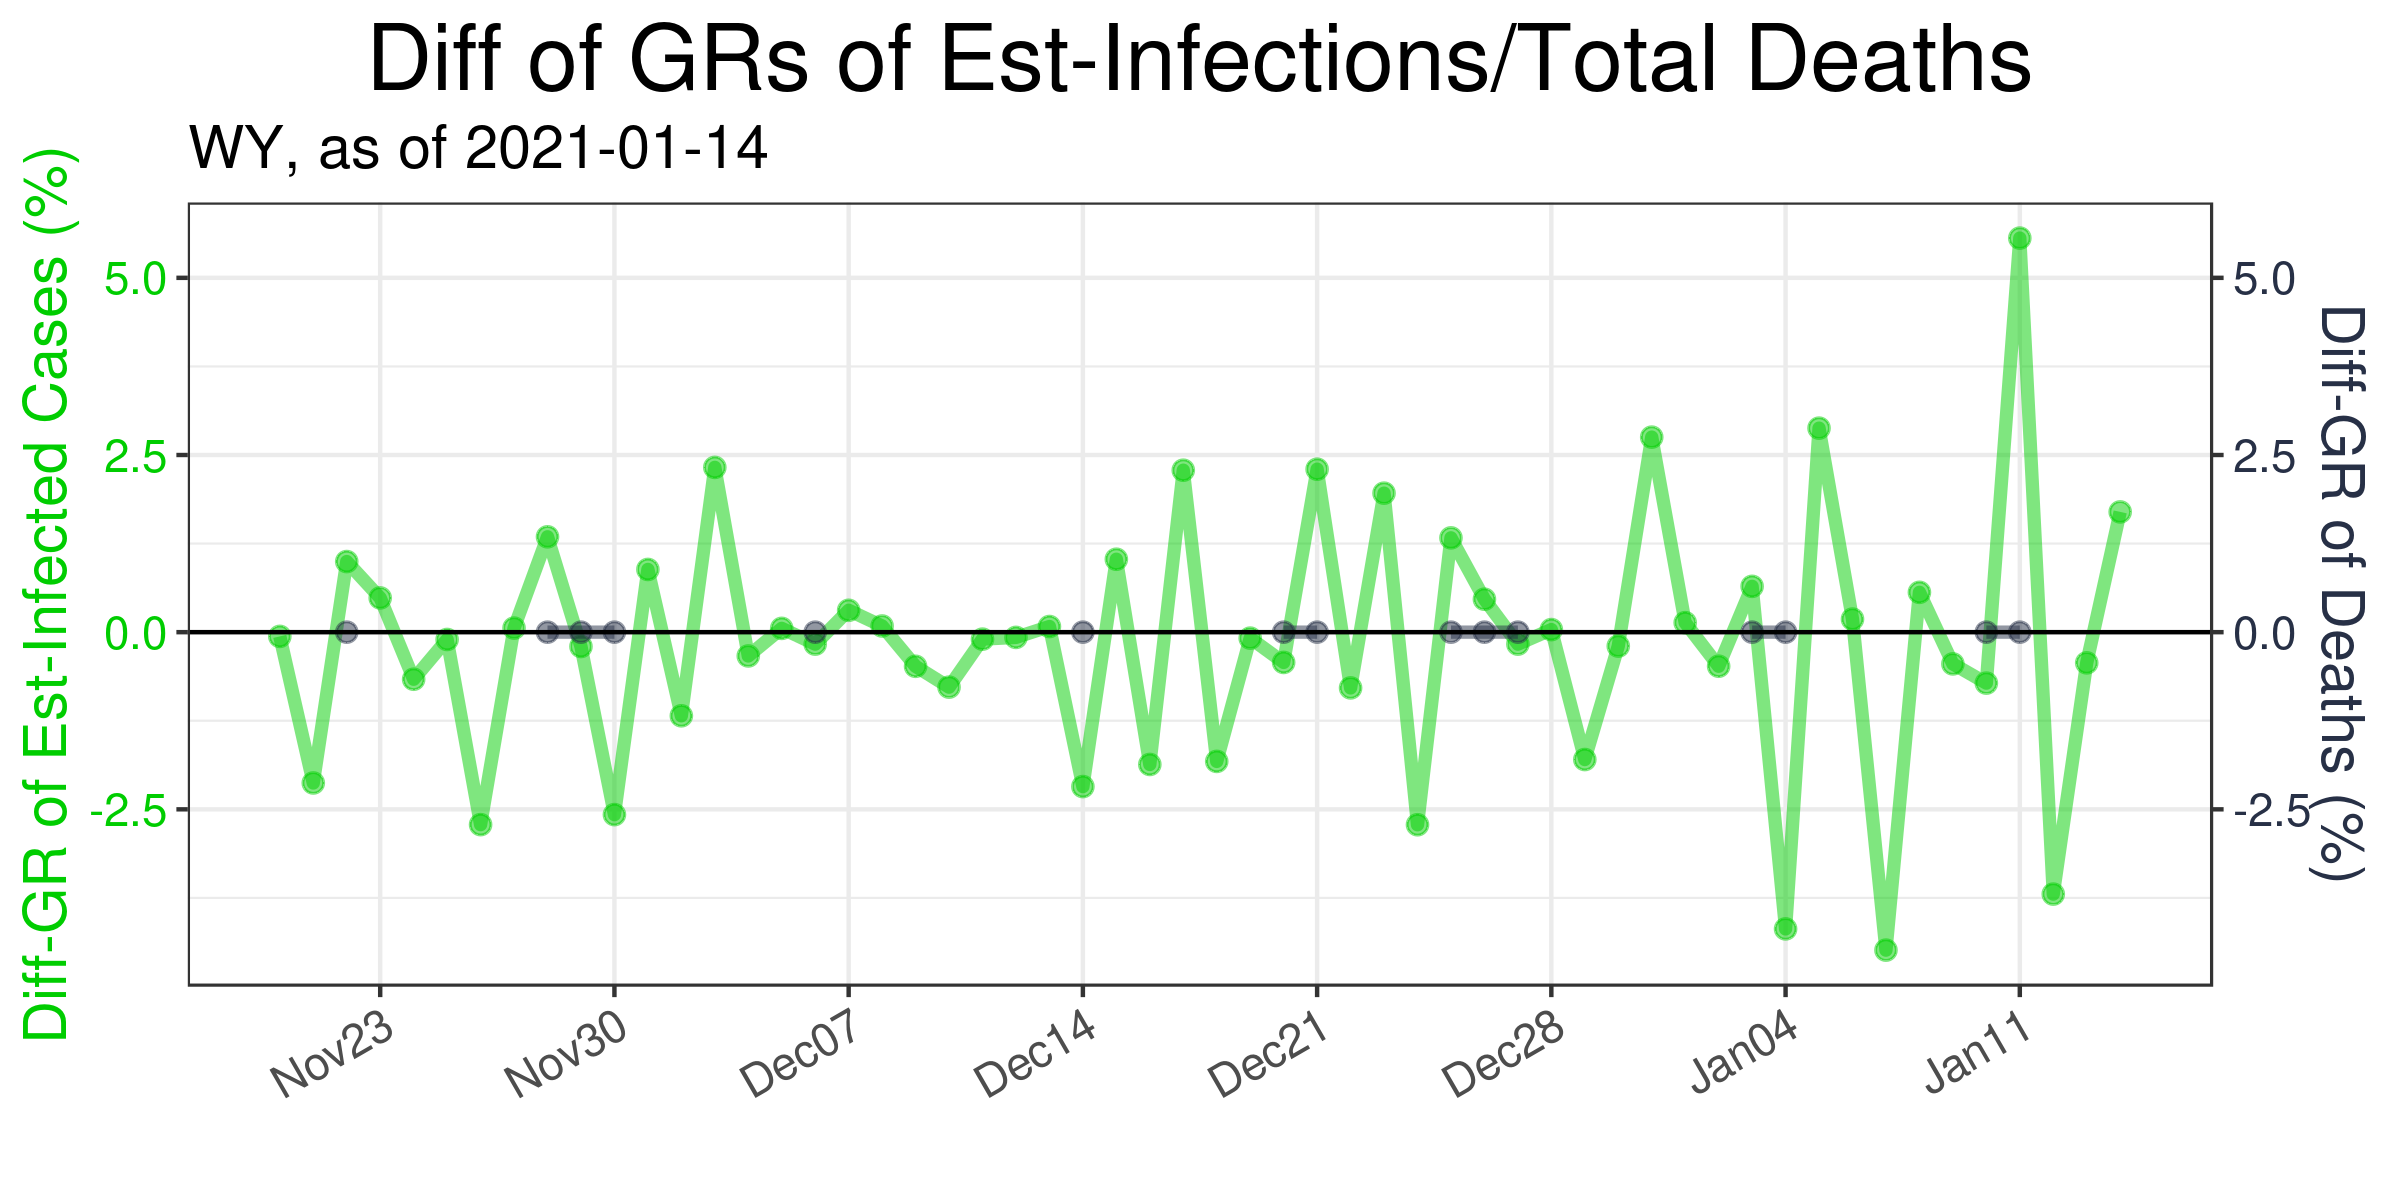 Diff of GRs of Est-Infections/Total Deaths
WY, as of 2021-01-14
Diff-GR of Est-Infected Cases (%)
5.0
2.5
0.0
-2.5
5.0
2.5
0.0
-2.5
Diff-GR of Deaths (%)
Nov23
Nov30
Dec07
Dec14
Dec21
Dec28
Jan04
Jan11